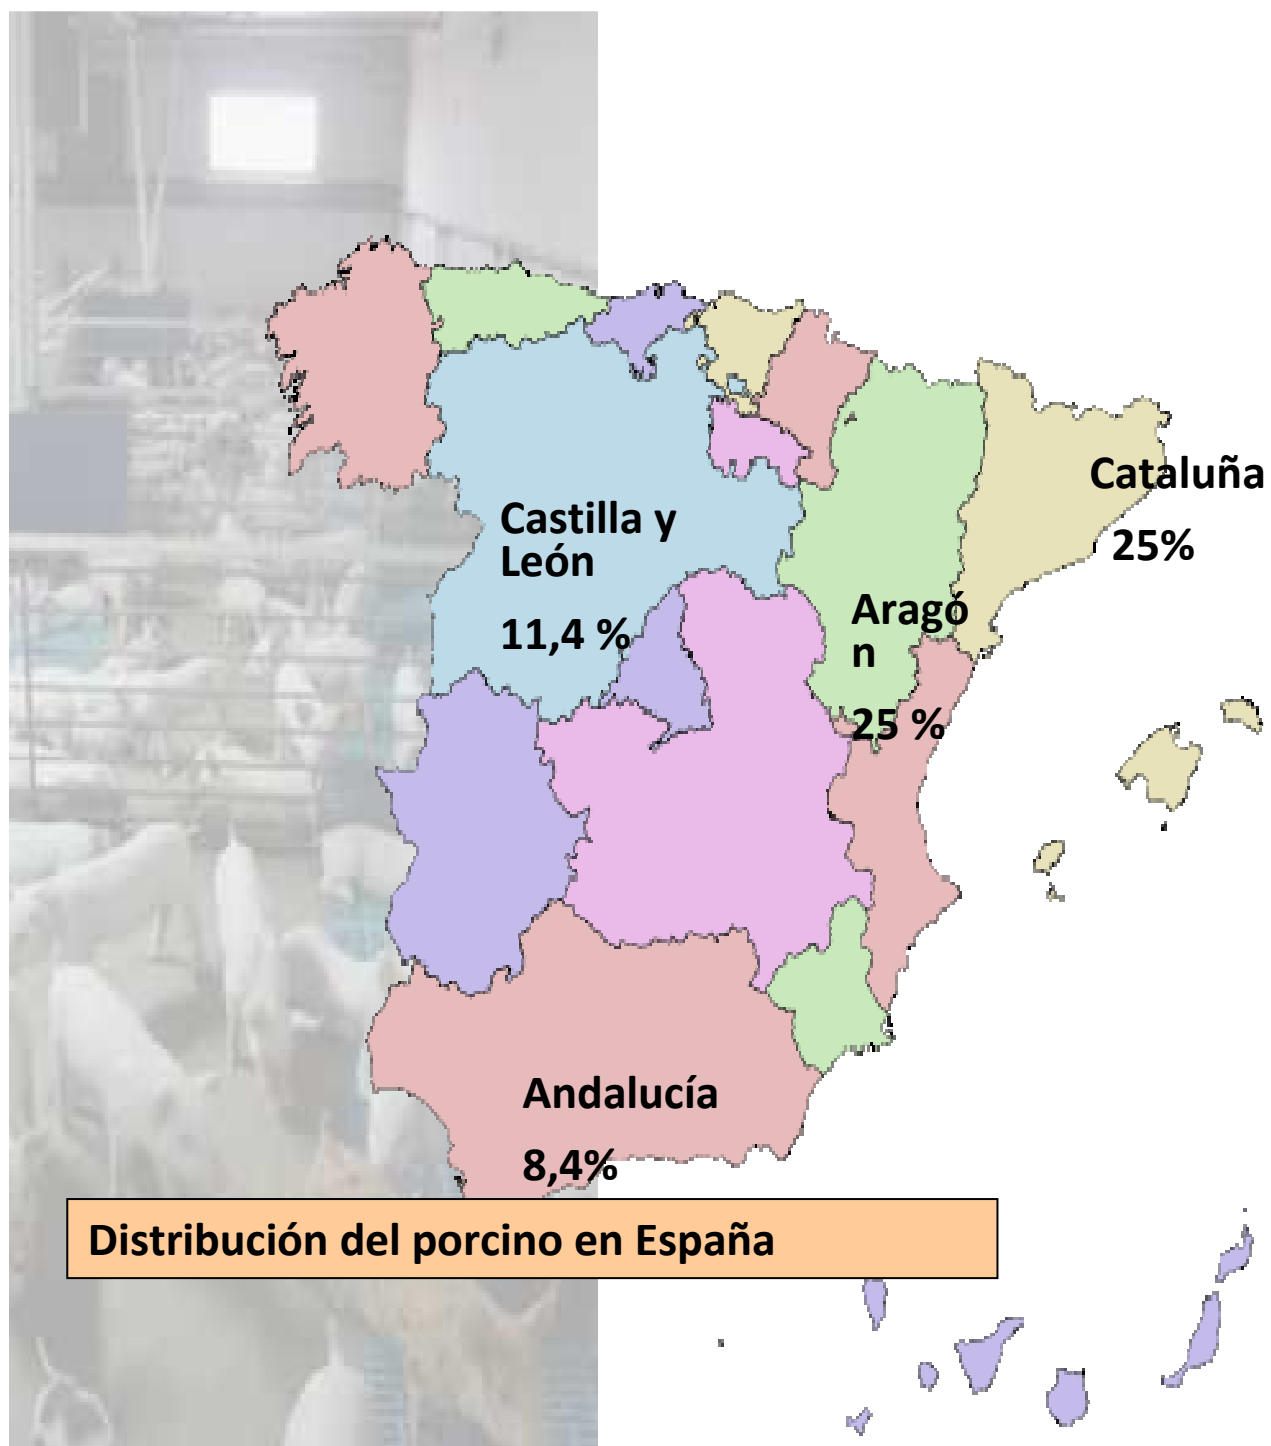 Cataluña
25%
Castilla y
León
11,4 %
Aragó
n
25 %
Andalucía
8,4%
Distribución del porcino en España